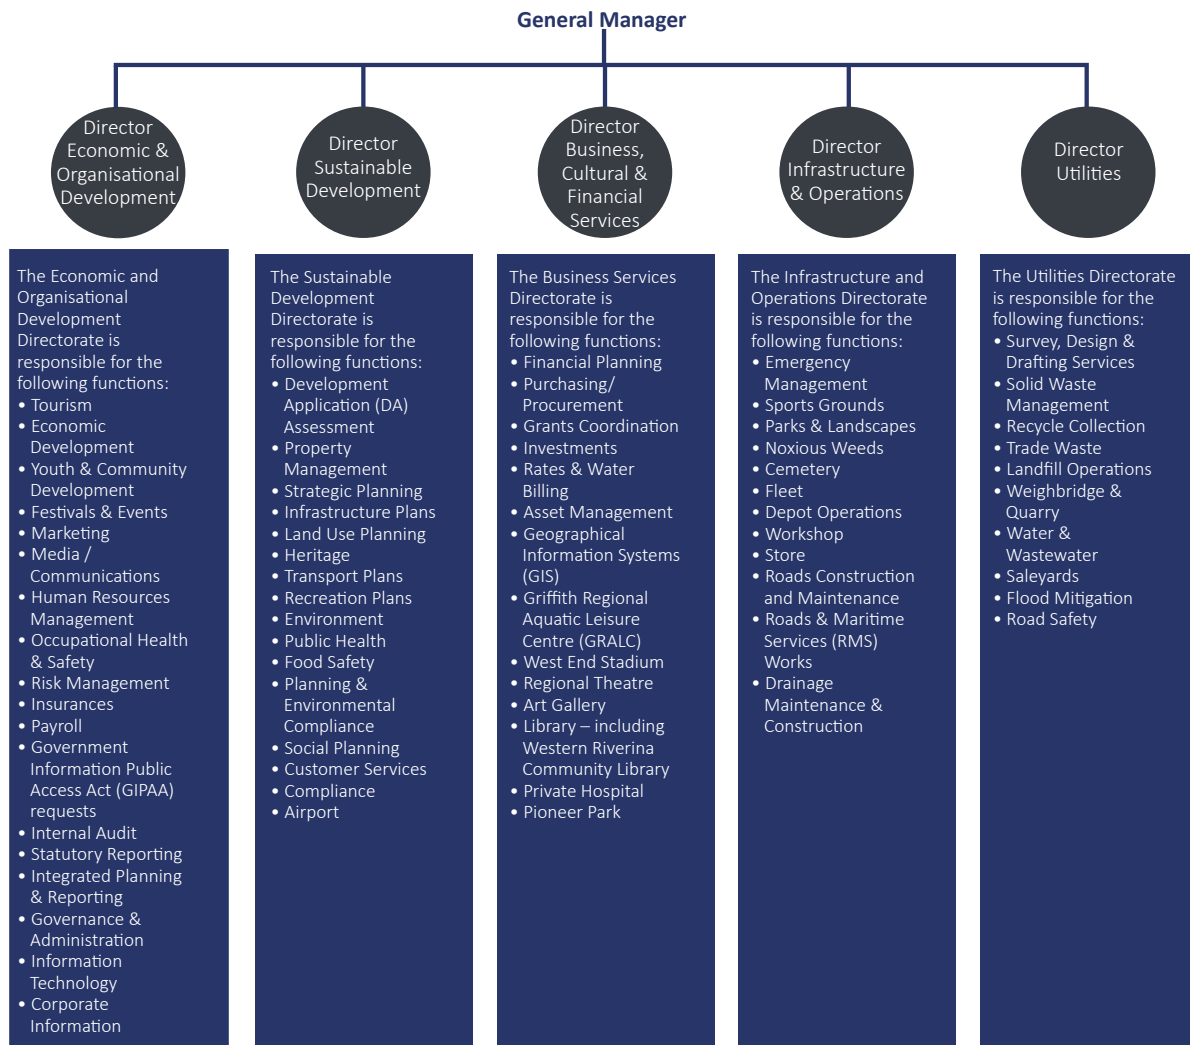 General Manager
Director
Economic &
Organisational
Development
Director
Sustainable
Development
Director
Business,
Cultural &
Financial
Services
Director
Infrastructure
& Operations
Director
Utilities
The Economic and
Organisational
Development
Directorate is
responsible for the
following functions:
• Tourism
• Economic
Development
• Youth & Community
Development
• Festivals & Events
• Marketing
• Media /
Communications
• Human Resources
Management
• Occupational Health
& Safety
• Risk Management
• Insurances
• Payroll
• Government
Information Public
Access Act (GIPAA)
requests
• Internal Audit
• Statutory Reporting
• Integrated Planning
& Reporting
• Governance &
Administration
• Information
Technology
• Corporate
Information
The Sustainable
Development
Directorate is
responsible for the
following functions:
• Development
Application (DA)
Assessment
• Property
Management
• Strategic Planning
• Infrastructure Plans
• Land Use Planning
• Heritage
• Transport Plans
• Recreation Plans
• Environment
• Public Health
• Food Safety
• Planning &
Environmental
Compliance
• Social Planning
• Customer Services
• Compliance
• Airport
The Business Services
Directorate is
responsible for the
following functions:
• Financial Planning
• Purchasing/
Procurement
• Grants Coordination
• Investments
• Rates & Water
Billing
• Asset Management
• Geographical
Information Systems
(GIS)
• Griffith Regional
Aquatic Leisure
Centre (GRALC)
• West End Stadium
• Regional Theatre
• Art Gallery
• Library – including
Western Riverina
Community Library
• Private Hospital
• Pioneer Park
The Infrastructure and
Operations Directorate
is responsible for the
following functions:
• Emergency
Management
• Sports Grounds
• Parks & Landscapes
• Noxious Weeds
• Cemetery
• Fleet
• Depot Operations
• Workshop
• Store
• Roads Construction
and Maintenance
• Roads & Maritime
Services (RMS)
Works
• Drainage
Maintenance &
Construction
The Utilities Directorate
is responsible for the
following functions:
• Survey, Design &
Drafting Services
• Solid Waste
Management
• Recycle Collection
• Trade Waste
• Landfill Operations
• Weighbridge &
Quarry
• Water &
Wastewater
• Saleyards
• Flood Mitigation
• Road Safety